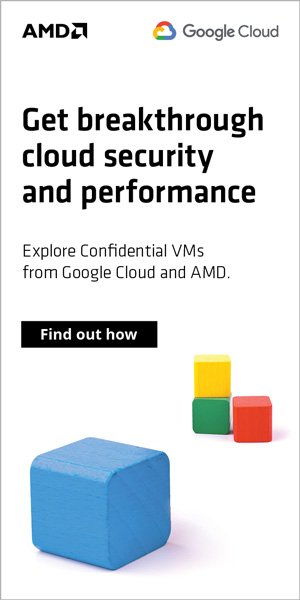 AMD
Google Cloud
Get breakthrough
cloud security
and performance
Explore Confidential VMs
from Google Cloud and AMD.
Find out how